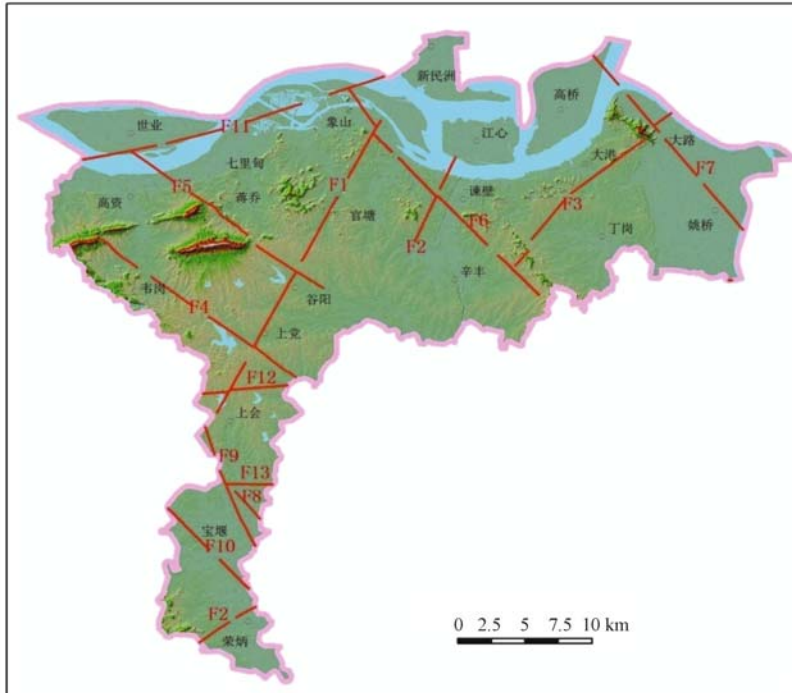 新民洲
高桥
世业
F11
象山
江心
七里甸
大港
大路
F5
蒋乔
F1
谏壁
F7
高资
官塘
F3
F2
F6
丁岗
姚桥
韦岗
F4
谷阳
辛丰
上党
F12
上会
F9
F13
F8
宝堰
F10
F2
荣炳
0 2.5 5 7.5 10 km